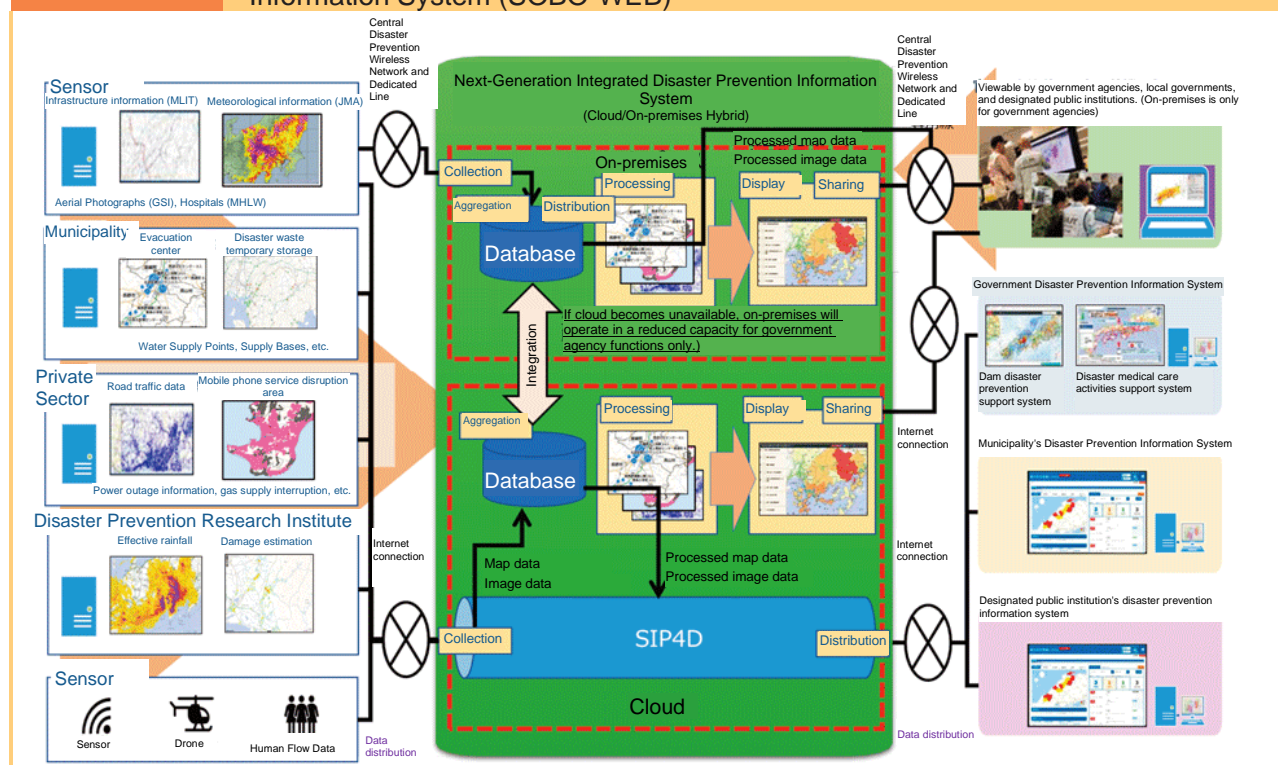 Information System (SOBO-WEB)
Central
Disaster
Prevention
Wireless
Network and
Dedicated
Line
Sensor
Infrastructure information (MLIT)
Meteorological information (JMA)
Aerial Photographs (GSI), Hospitals (MHLW)
Municipality
Evacuation
center
Disaster waste
temporary storage
Water Supply Points, Supply Bases, etc.
Private
Sector
Road traffic data
Mobile phone service disruption
area
Power outage information, gas supply interruption, etc.
Disaster Prevention Research Institute
Effective rainfall
Damage estimation
Internet
connection
Sensor
Sensor
Drone
Human Flow Data
Data
distribution
Next-Generation Integrated Disaster Prevention Information
System
(Cloud/On-premises Hybrid)
Processed map data
Processed image data
On-premises
Collection
Aggregation
Distribution
Database
Processing
Display
Sharing
Integration
If cloud becomes unavailable, on-premises will
operate in a reduced capacity for government
agency functions only.)
Aggregation
Database
Processing
Display
Sharing
Map data
Image data
Processed map data
Processed image data
Collection
SIP4D
Distribution
Cloud
Central
Disaster
Prevention
Wireless
Network and
Dedicated
Line
Viewable by government agencies, local governments,
and designated public institutions. (On-premises is only
for government agencies)
Government Disaster Prevention Information System
Dam disaster
prevention
support system
Disaster medical care
activities support system
Internet
connection
Municipality's Disaster Prevention Information System
Internet
connection
Designated public institution's disaster prevention
information system
Data distribution